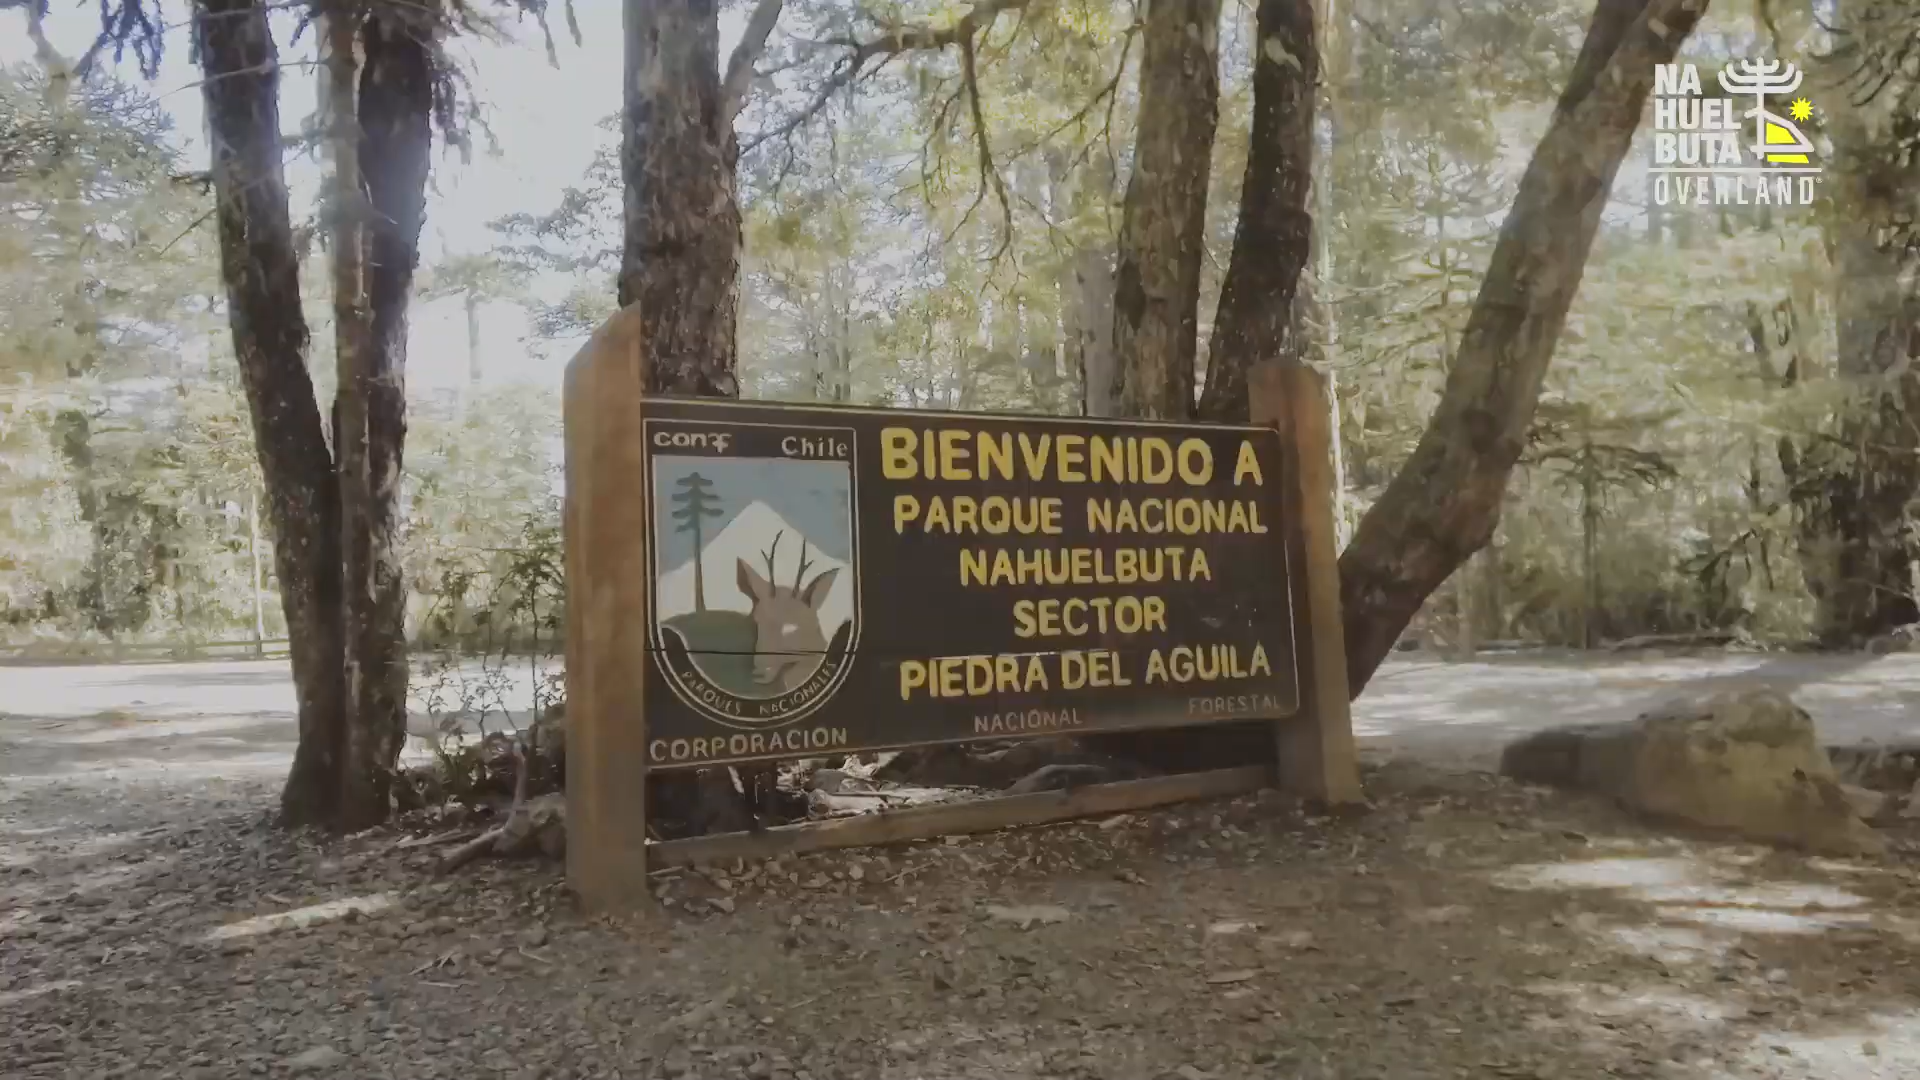 NA
HUEL
BUTA
OVERLAND
conaf Chile
PARQUES NACIONALES
CORPORACION NACIONAL FORESTAL
BIENVENIDO A
PARQUE NACIONAL
NAHUELBUTA
SECTOR
PIEDRA DEL AGUILA